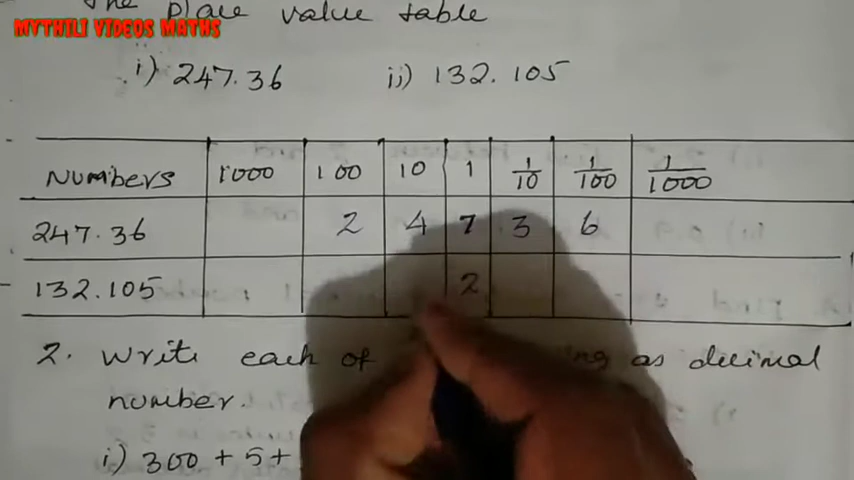 The place value table
MYTHILI VIDEOS MATHS
i) 247.36 ii) 132.105
Numbers 1000 100 10 1 1/10 1/100 1/1000
247.36 2 4 7 3 6
132.105 2
2. Write each of as decimal
number.
i) 300 + 5 +